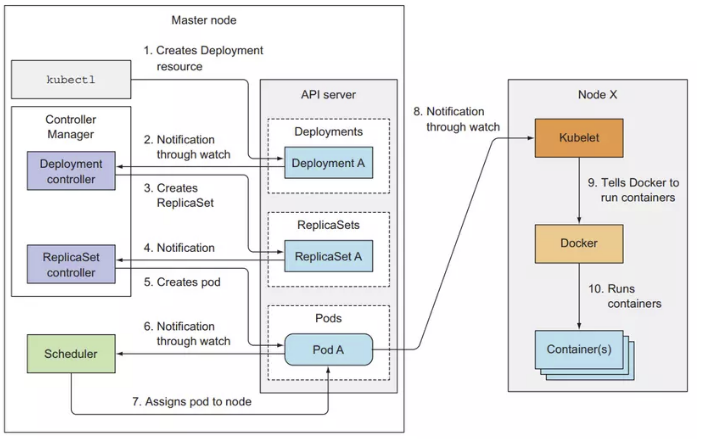 Master node
1. Creates Deployment
resource
kubectl
API server
Node X
Controller
Manager
Deployments
8. Notification
through watch
Kubelet
2. Notification
through watch
Deployment
controller
Deployment A
3. Creates
ReplicaSet
9. Tells Docker to
run containers
ReplicaSets
4. Notification
ReplicaSet
controller
ReplicaSet A
Docker
5. Creates pod
10. Runs
containers
Pods
6. Notification
through watch
Scheduler
Pod A
Container(s)
7. Assigns pod to node